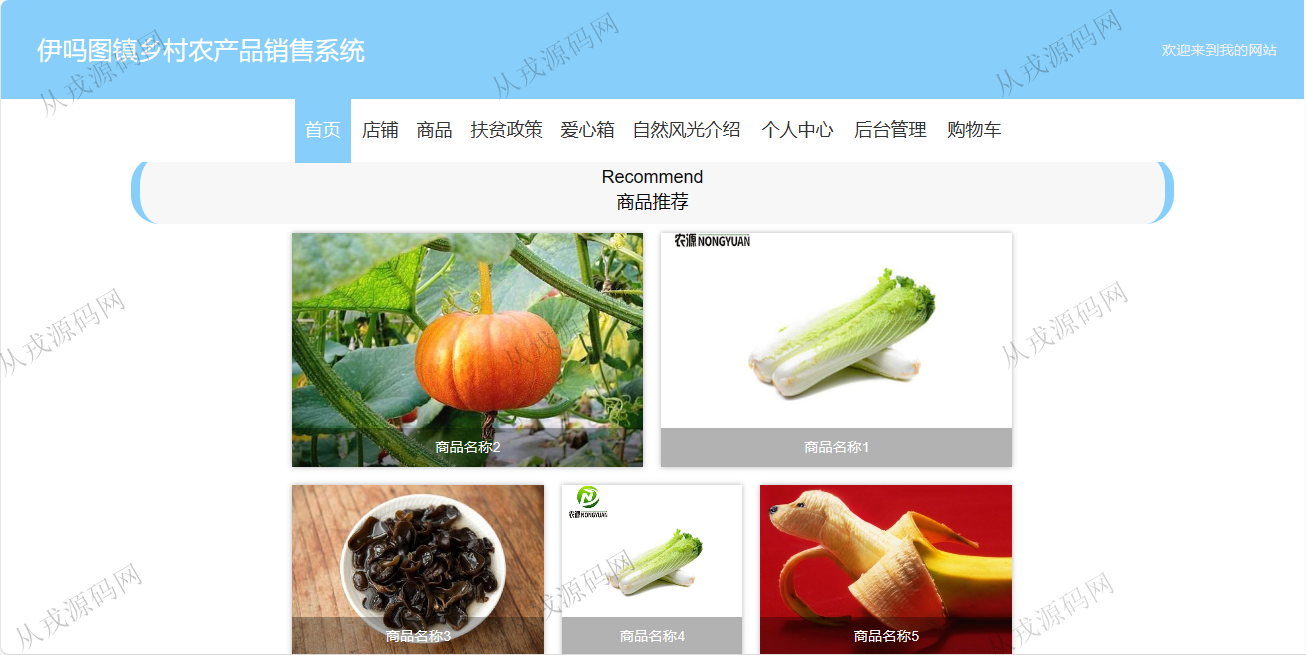 伊吗图镇乡村农产品销售系统
欢迎来到我的网站
首页 店铺 商品 扶贫政策 爱心箱 自然风光介绍 个人中心 后台管理 购物车
Recommend
商品推荐
农源 NONGYUAN
商品名称2
商品名称1
农源 NONGYUAN
商品名称3
商品名称4
商品名称5
从戎源码网
从戎源码网
从戎源码网
从戎源码网
从戎源码网
从戎源码网
从戎源码网
从戎源码网
从戎源码网